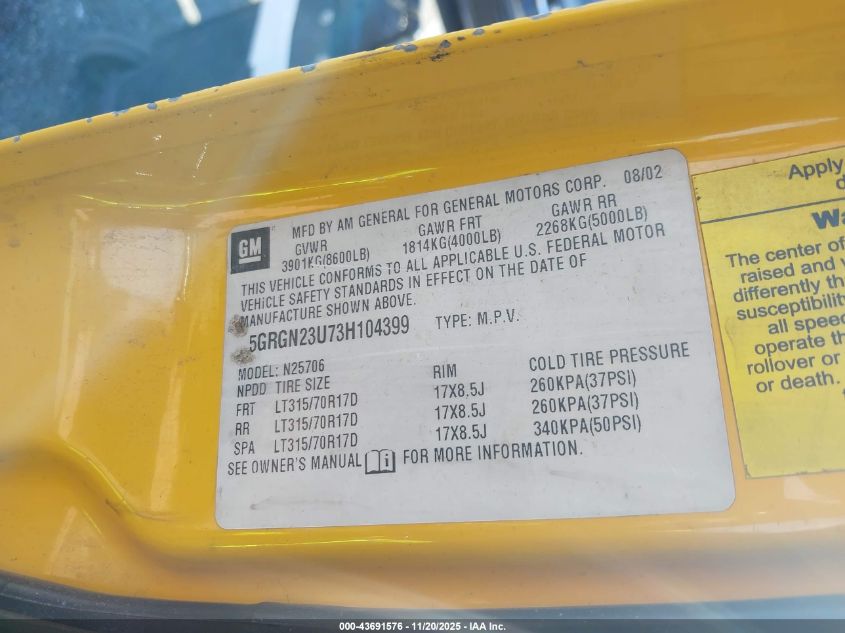 MFD BY AM GENERAL FOR GENERAL MOTORS CORP. 08/02
GM
GVWR GAWR FRT GAWR RR
3901KG(8600LB) 1814KG(4000LB) 2268KG(5000LB)
THIS VEHICLE CONFORMS TO ALL APPLICABLE U.S. FEDERAL MOTOR
VEHICLE SAFETY STANDARDS IN EFFECT ON THE DATE OF
MANUFACTURE SHOWN ABOVE.
5GRGN23U73H104399 TYPE: M.P.V.
MODEL: N25706
NPDD TIRE SIZE RIM COLD TIRE PRESSURE
FRT LT315/70R17D 17X8.5J 260KPA(37PSI)
RR LT315/70R17D 17X8.5J 260KPA(37PSI)
SPA LT315/70R17D 17X8.5J 340KPA(50PSI)
SEE OWNER'S MANUAL i FOR MORE INFORMATION.
Apply
Wa
The center of
raised and
differently
susceptibility
all speed
operate
rollover or
or death.
000-43691576 - 11/20/2025 - IAA Inc.